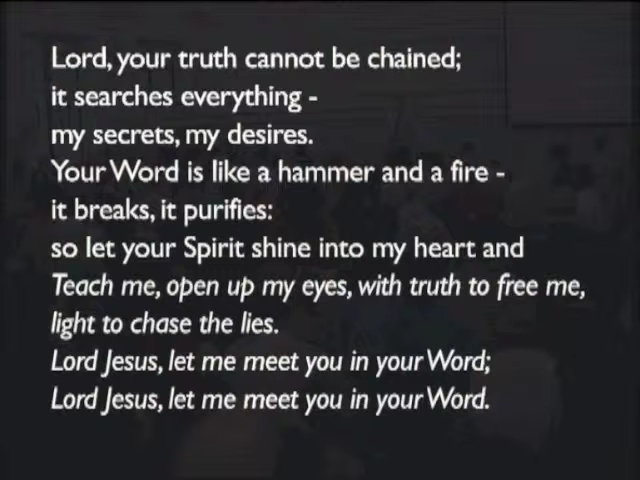 Lord, your truth cannot be chained;
it searches everything -
my secrets, my desires.
Your Word is like a hammer and a fire -
it breaks, it purifies:
so let your Spirit shine into my heart and
Teach me, open up my eyes, with truth to free me,
light to chase the lies.
Lord Jesus, let me meet you in your Word;
Lord Jesus, let me meet you in your Word.